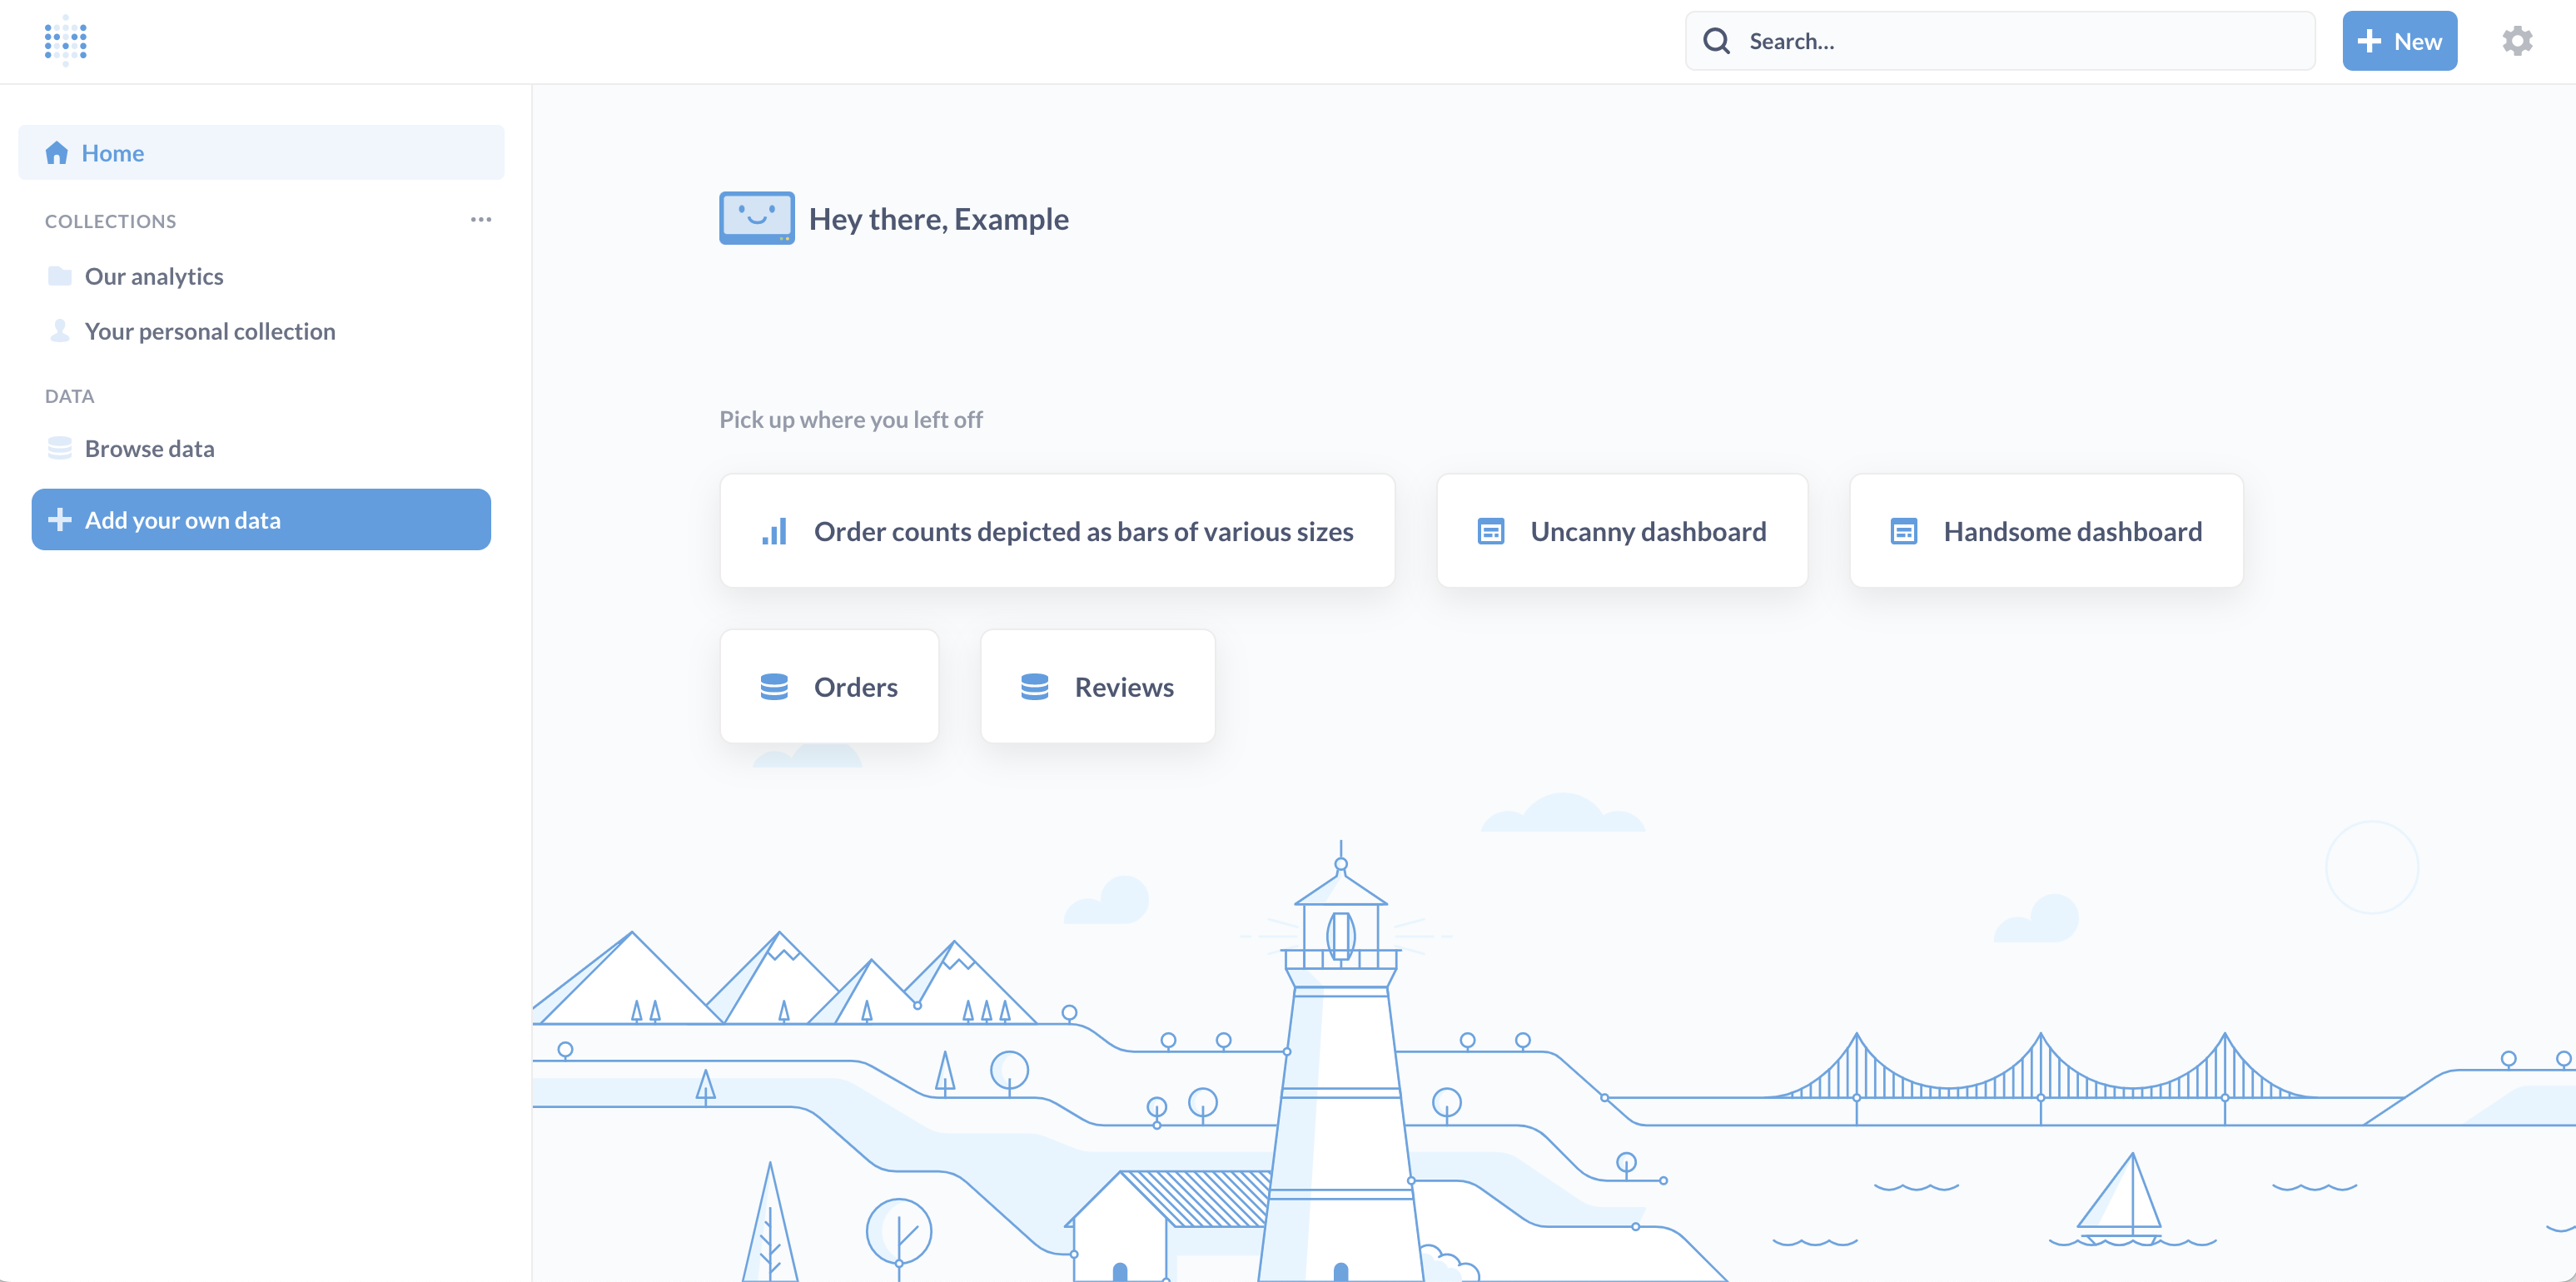 Search...
New
Home
COLLECTIONS
Our analytics
Your personal collection
DATA
Browse data
Add your own data
Hey there, Example
Pick up where you left off
Order counts depicted as bars of various sizes
Uncanny dashboard
Handsome dashboard
Orders
Reviews